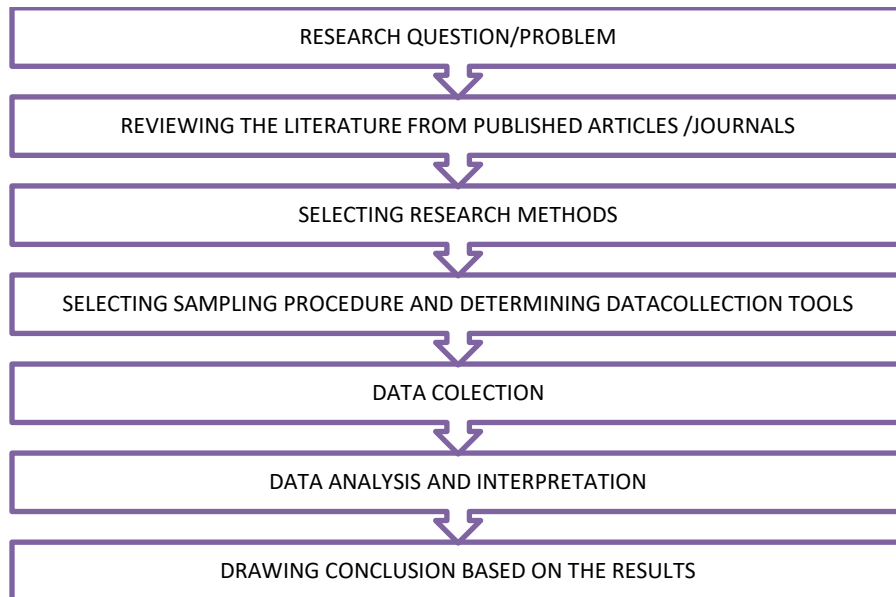 RESEARCH QUESTION/PROBLEM
REVIEWING THE LITERATURE FROM PUBLISHED ARTICLES /JOURNALS
SELECTING RESEARCH METHODS
SELECTING SAMPLING PROCEDURE AND DETERMINING DATACOLLECTION TOOLS
DATA COLECTION
DATA ANALYSIS AND INTERPRETATION
DRAWING CONCLUSION BASED ON THE RESULTS